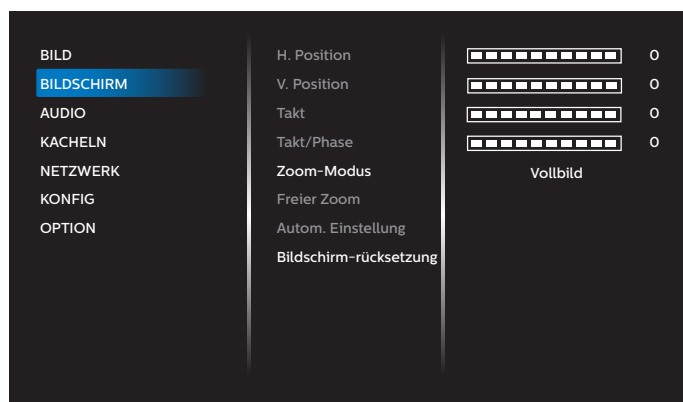 BILD
BILDSCHIRM
AUDIO
KACHELN
NETZWERK
KONFIG
OPTION
H. Position
V. Position
Takt
Takt/Phase
Zoom-Modus
Freier Zoom
Autom. Einstellung
Bildschirm-rücksetzung
0
0
0
0
Vollbild